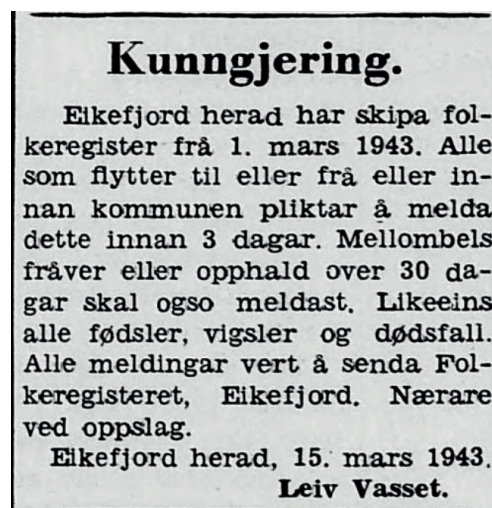 Kunngjering.
Eikefjord herad har skipa fol-
keregister frå 1. mars 1943. Alle
som flytter til eller frå eller in-
nan kommunen pliktar å melda
dette innan 3 dagar. Mellombels
fråver eller opphald over 30 da-
gar skal ogso meldast. Likeeins
alle fødsler, vigsler og dødsfall.
Alle meldingar vert å senda Fol-
keregisteret, Eikefjord. Nærare
ved oppslag.
Eikefjord herad, 15. mars 1943.
Leiv Vasset.